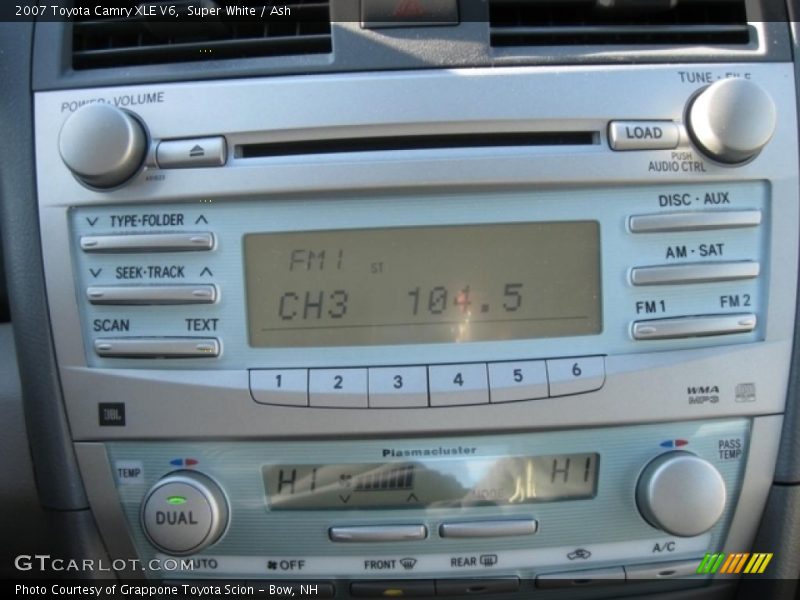 2007 Toyota Camry XLE V6, Super White / Ash
POWER · VOLUME
TUNE · FILE
LOAD
PUSH
AUDIO CTRL
TYPE·FOLDER
DISC · AUX
SEEK·TRACK
AM · SAT
SCAN TEXT
FM1 FM2
FM1 ST
CH3 104.5
1 2 3 4 5 6
WMA
MP3
JBL
Plasmacluster
TEMP
PASS
TEMP
HI MODE HI
DUAL
AUTO OFF FRONT REAR A/C
GTCARLOT.COM
Photo Courtesy of Grappone Toyota Scion - Bow, NH